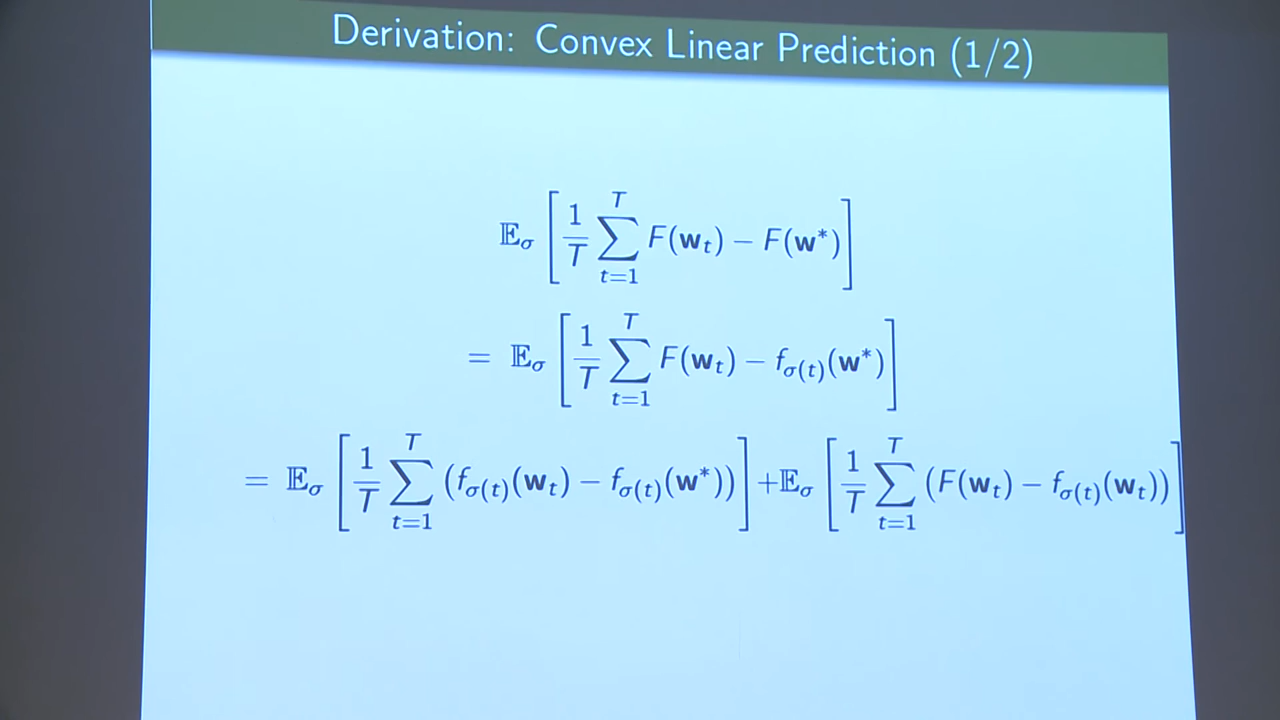 Derivation: Convex Linear Prediction (1/2)
𝔼_σ [ 1/T ∑_{t=1}^{T} F(𝐰_t) − F(𝐰*) ]
= 𝔼_σ [ 1/T ∑_{t=1}^{T} F(𝐰_t) − f_{σ(t)}(𝐰*) ]
= 𝔼_σ [ 1/T ∑_{t=1}^{T} (f_{σ(t)}(𝐰_t) − f_{σ(t)}(𝐰*)) ] + 𝔼_σ [ 1/T ∑_{t=1}^{T} (F(𝐰_t) − f_{σ(t)}(𝐰_t)) ]